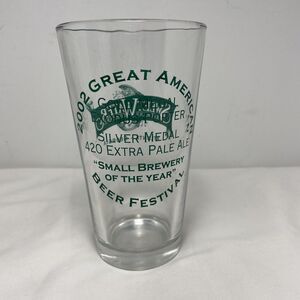 2002 GREAT AMERICAN
SILVER MEDAL
420 EXTRA PALE ALE
"SMALL BREWERY
OF THE YEAR"
BEER FESTIVAL